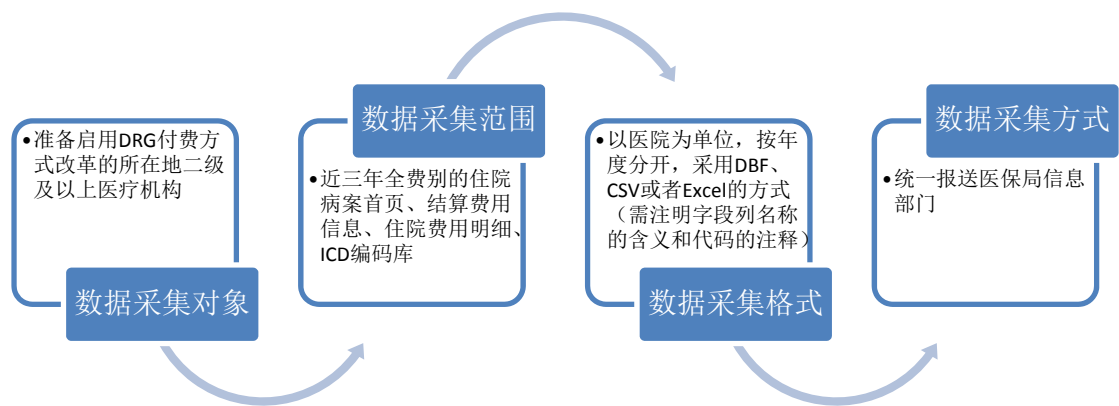 •准备启用DRG付费方
式改革的所在地二级
及以上医疗机构
数据采集对象
数据采集范围
•近三年全费别的住院
病案首页、结算费用
信息、住院费用明细、
ICD编码库
•以医院为单位，按年
度分开，采用DBF、
CSV或者Excel的方式
（需注明字段列名称
的含义和代码的注释）
数据采集格式
数据采集方式
•统一报送医保局信息
部门